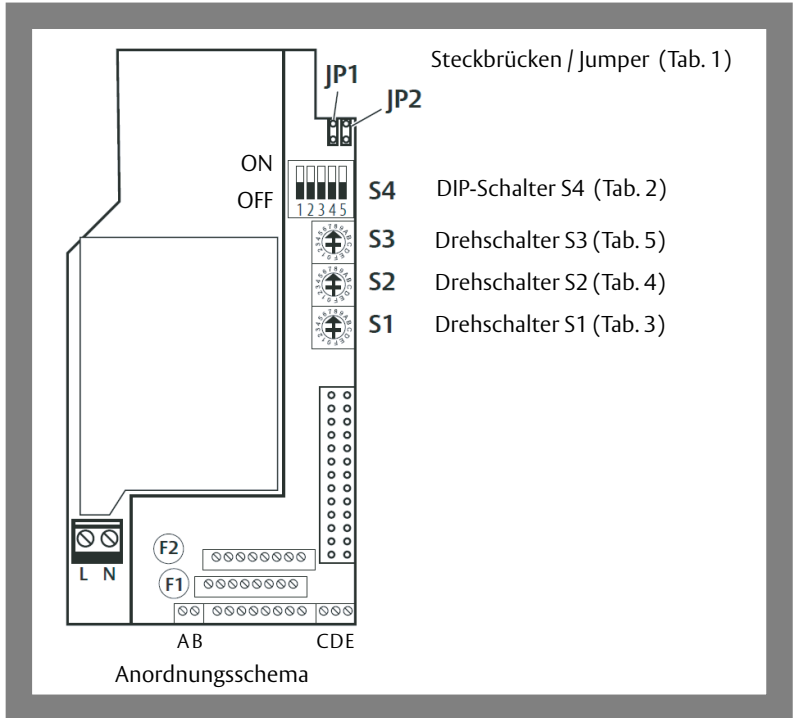 Steckbrücken / Jumper (Tab. 1)
JP1
JP2
ON
OFF
1 2 3 4 5
S4 DIP-Schalter S4 (Tab. 2)
S3 Drehschalter S3 (Tab. 5)
S2 Drehschalter S2 (Tab. 4)
S1 Drehschalter S1 (Tab. 3)
L N
F2
F1
AB CDE
Anordnungsschema